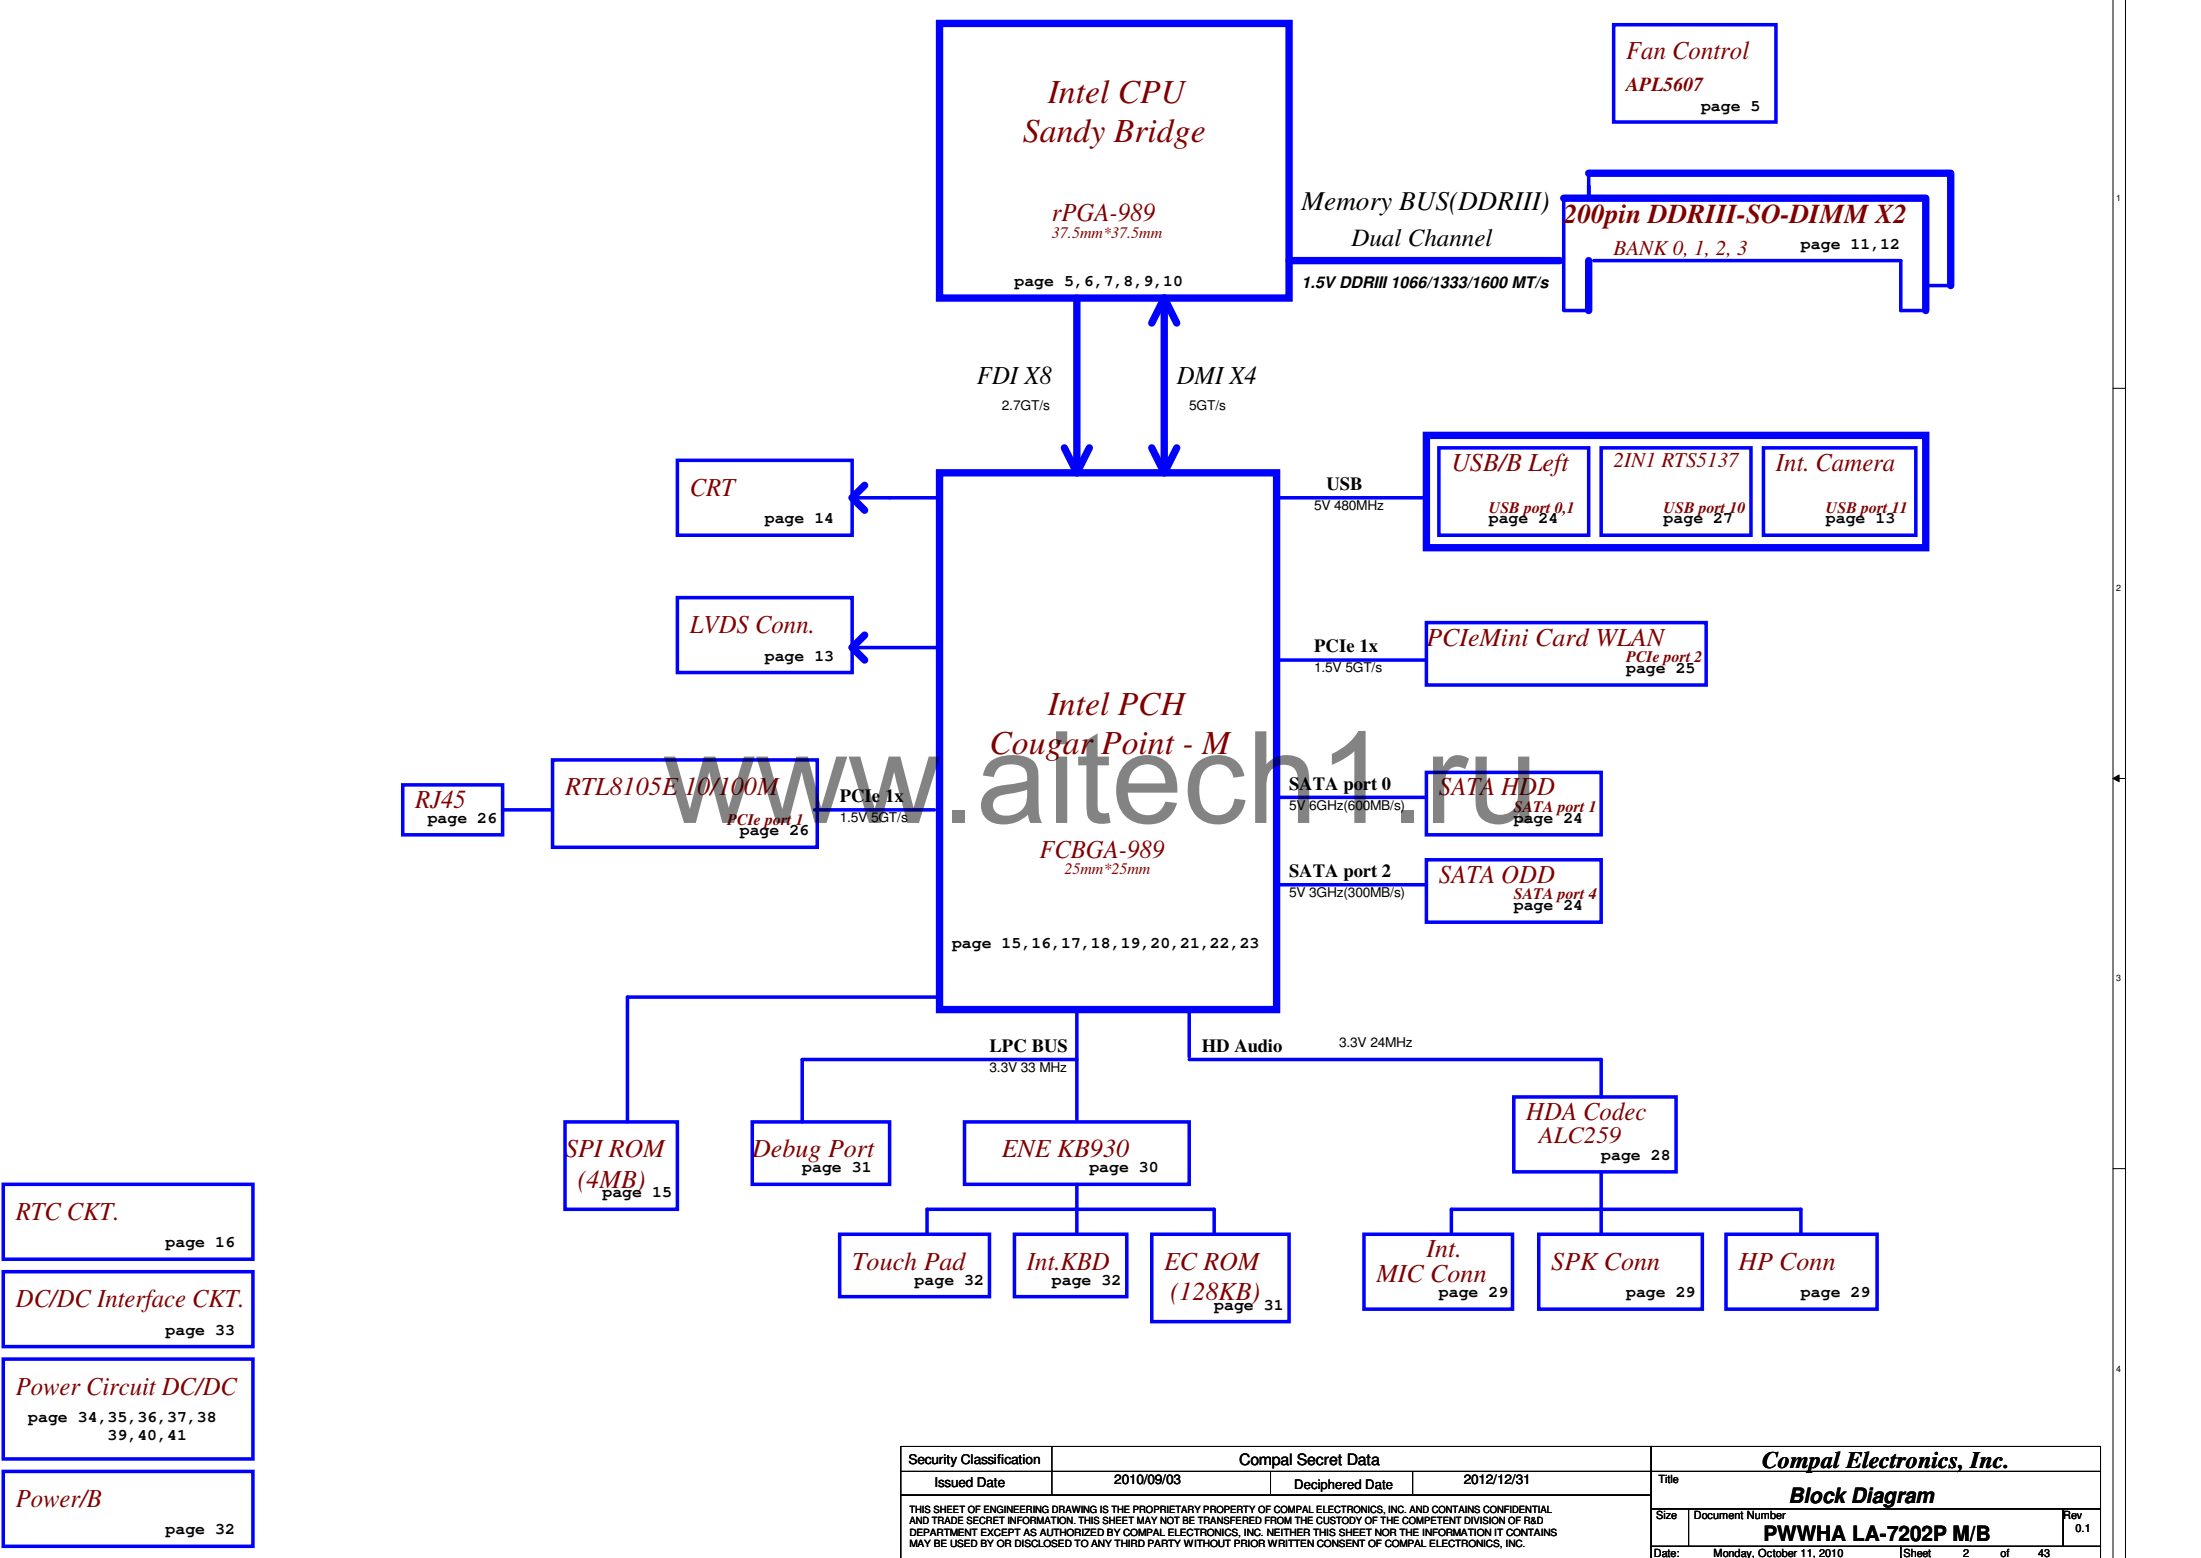 Intel CPU
Sandy Bridge
rPGA-989
37.5mm*37.5mm
page 5,6,7,8,9,10
Fan Control
APL5607
page 5
Memory BUS(DDRIII)
Dual Channel
1.5V DDRIII 1066/1333/1600 MT/s
200pin DDRIII-SO-DIMM X2
BANK 0, 1, 2, 3
page 11,12
FDI X8
2.7GT/s
DMI X4
5GT/s
CRT
page 14
USB
5V 480MHz
USB/B Left
USB port 0,1
page 24
2IN1 RTS5137
USB port 10
page 27
Int. Camera
USB port 11
page 13
LVDS Conn.
page 13
PCIe 1x
1.5V 5GT/s
PCIeMini Card WLAN
PCIe port 2
page 25
Intel PCH
Cougar Point - M
FCBGA-989
25mm*25mm
page 15,16,17,18,19,20,21,22,23
www.aitech1.ru
RJ45
page 26
RTL8105E 10/100M
PCIe port 1
page 26
PCIe 1x
1.5V 5GT/s
SATA port 0
5V 6GHz(600MB/s)
SATA HDD
SATA port 1
page 24
SATA port 2
5V 3GHz(300MB/s)
SATA ODD
SATA port 4
page 24
LPC BUS
3.3V 33 MHz
HD Audio
3.3V 24MHz
SPI ROM
(4MB)
page 15
Debug Port
page 31
ENE KB930
page 30
HDA Codec
ALC259
page 28
Touch Pad
page 32
Int.KBD
page 32
EC ROM
(128KB)
page 31
Int.
MIC Conn
page 29
SPK Conn
page 29
HP Conn
page 29
RTC CKT.
page 16
DC/DC Interface CKT.
page 33
Power Circuit DC/DC
page 34,35,36,37,38
39,40,41
Power/B
page 32
1
2
3
4
Security Classification
Compal Secret Data
Issued Date
2010/09/03
Deciphered Date
2012/12/31
THIS SHEET OF ENGINEERING DRAWING IS THE PROPRIETARY PROPERTY OF COMPAL ELECTRONICS, INC. AND CONTAINS CONFIDENTIAL
AND TRADE SECRET INFORMATION. THIS SHEET MAY NOT BE TRANSFERED FROM THE CUSTODY OF THE COMPETENT DIVISION OF R&D
DEPARTMENT EXCEPT AS AUTHORIZED BY COMPAL ELECTRONICS, INC. NEITHER THIS SHEET NOR THE INFORMATION IT CONTAINS
MAY BE USED BY OR DISCLOSED TO ANY THIRD PARTY WITHOUT PRIOR WRITTEN CONSENT OF COMPAL ELECTRONICS, INC.
Compal Electronics, Inc.
Title
Block Diagram
Size
Document Number
Rev
PWWHA LA-7202P M/B
0.1
Date:
Monday, October 11, 2010
Sheet
2
of
43